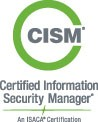 CISM®
Certified Information
Security Manager®
An ISACA® Certification